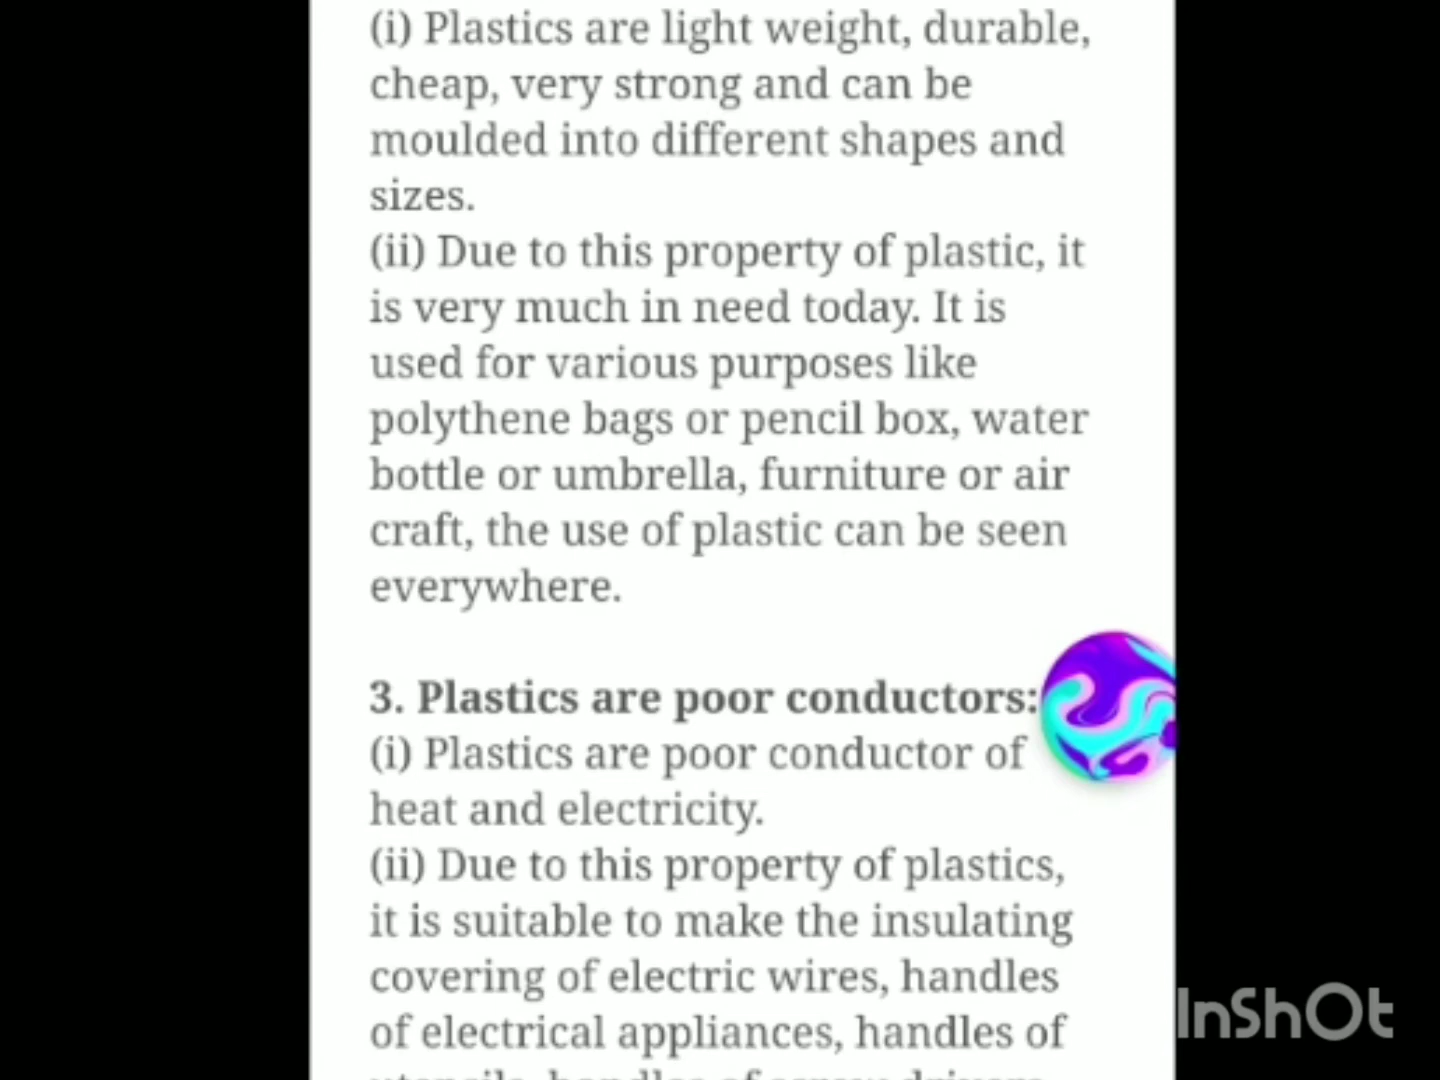 (i) Plastics are light weight, durable,
cheap, very strong and can be
moulded into different shapes and
sizes.
(ii) Due to this property of plastic, it
is very much in need today. It is
used for various purposes like
polythene bags or pencil box, water
bottle or umbrella, furniture or air
craft, the use of plastic can be seen
everywhere.
3. Plastics are poor conductors:
(i) Plastics are poor conductor of
heat and electricity.
(ii) Due to this property of plastics,
it is suitable to make the insulating
covering of electric wires, handles
of electrical appliances, handles of
InShOt